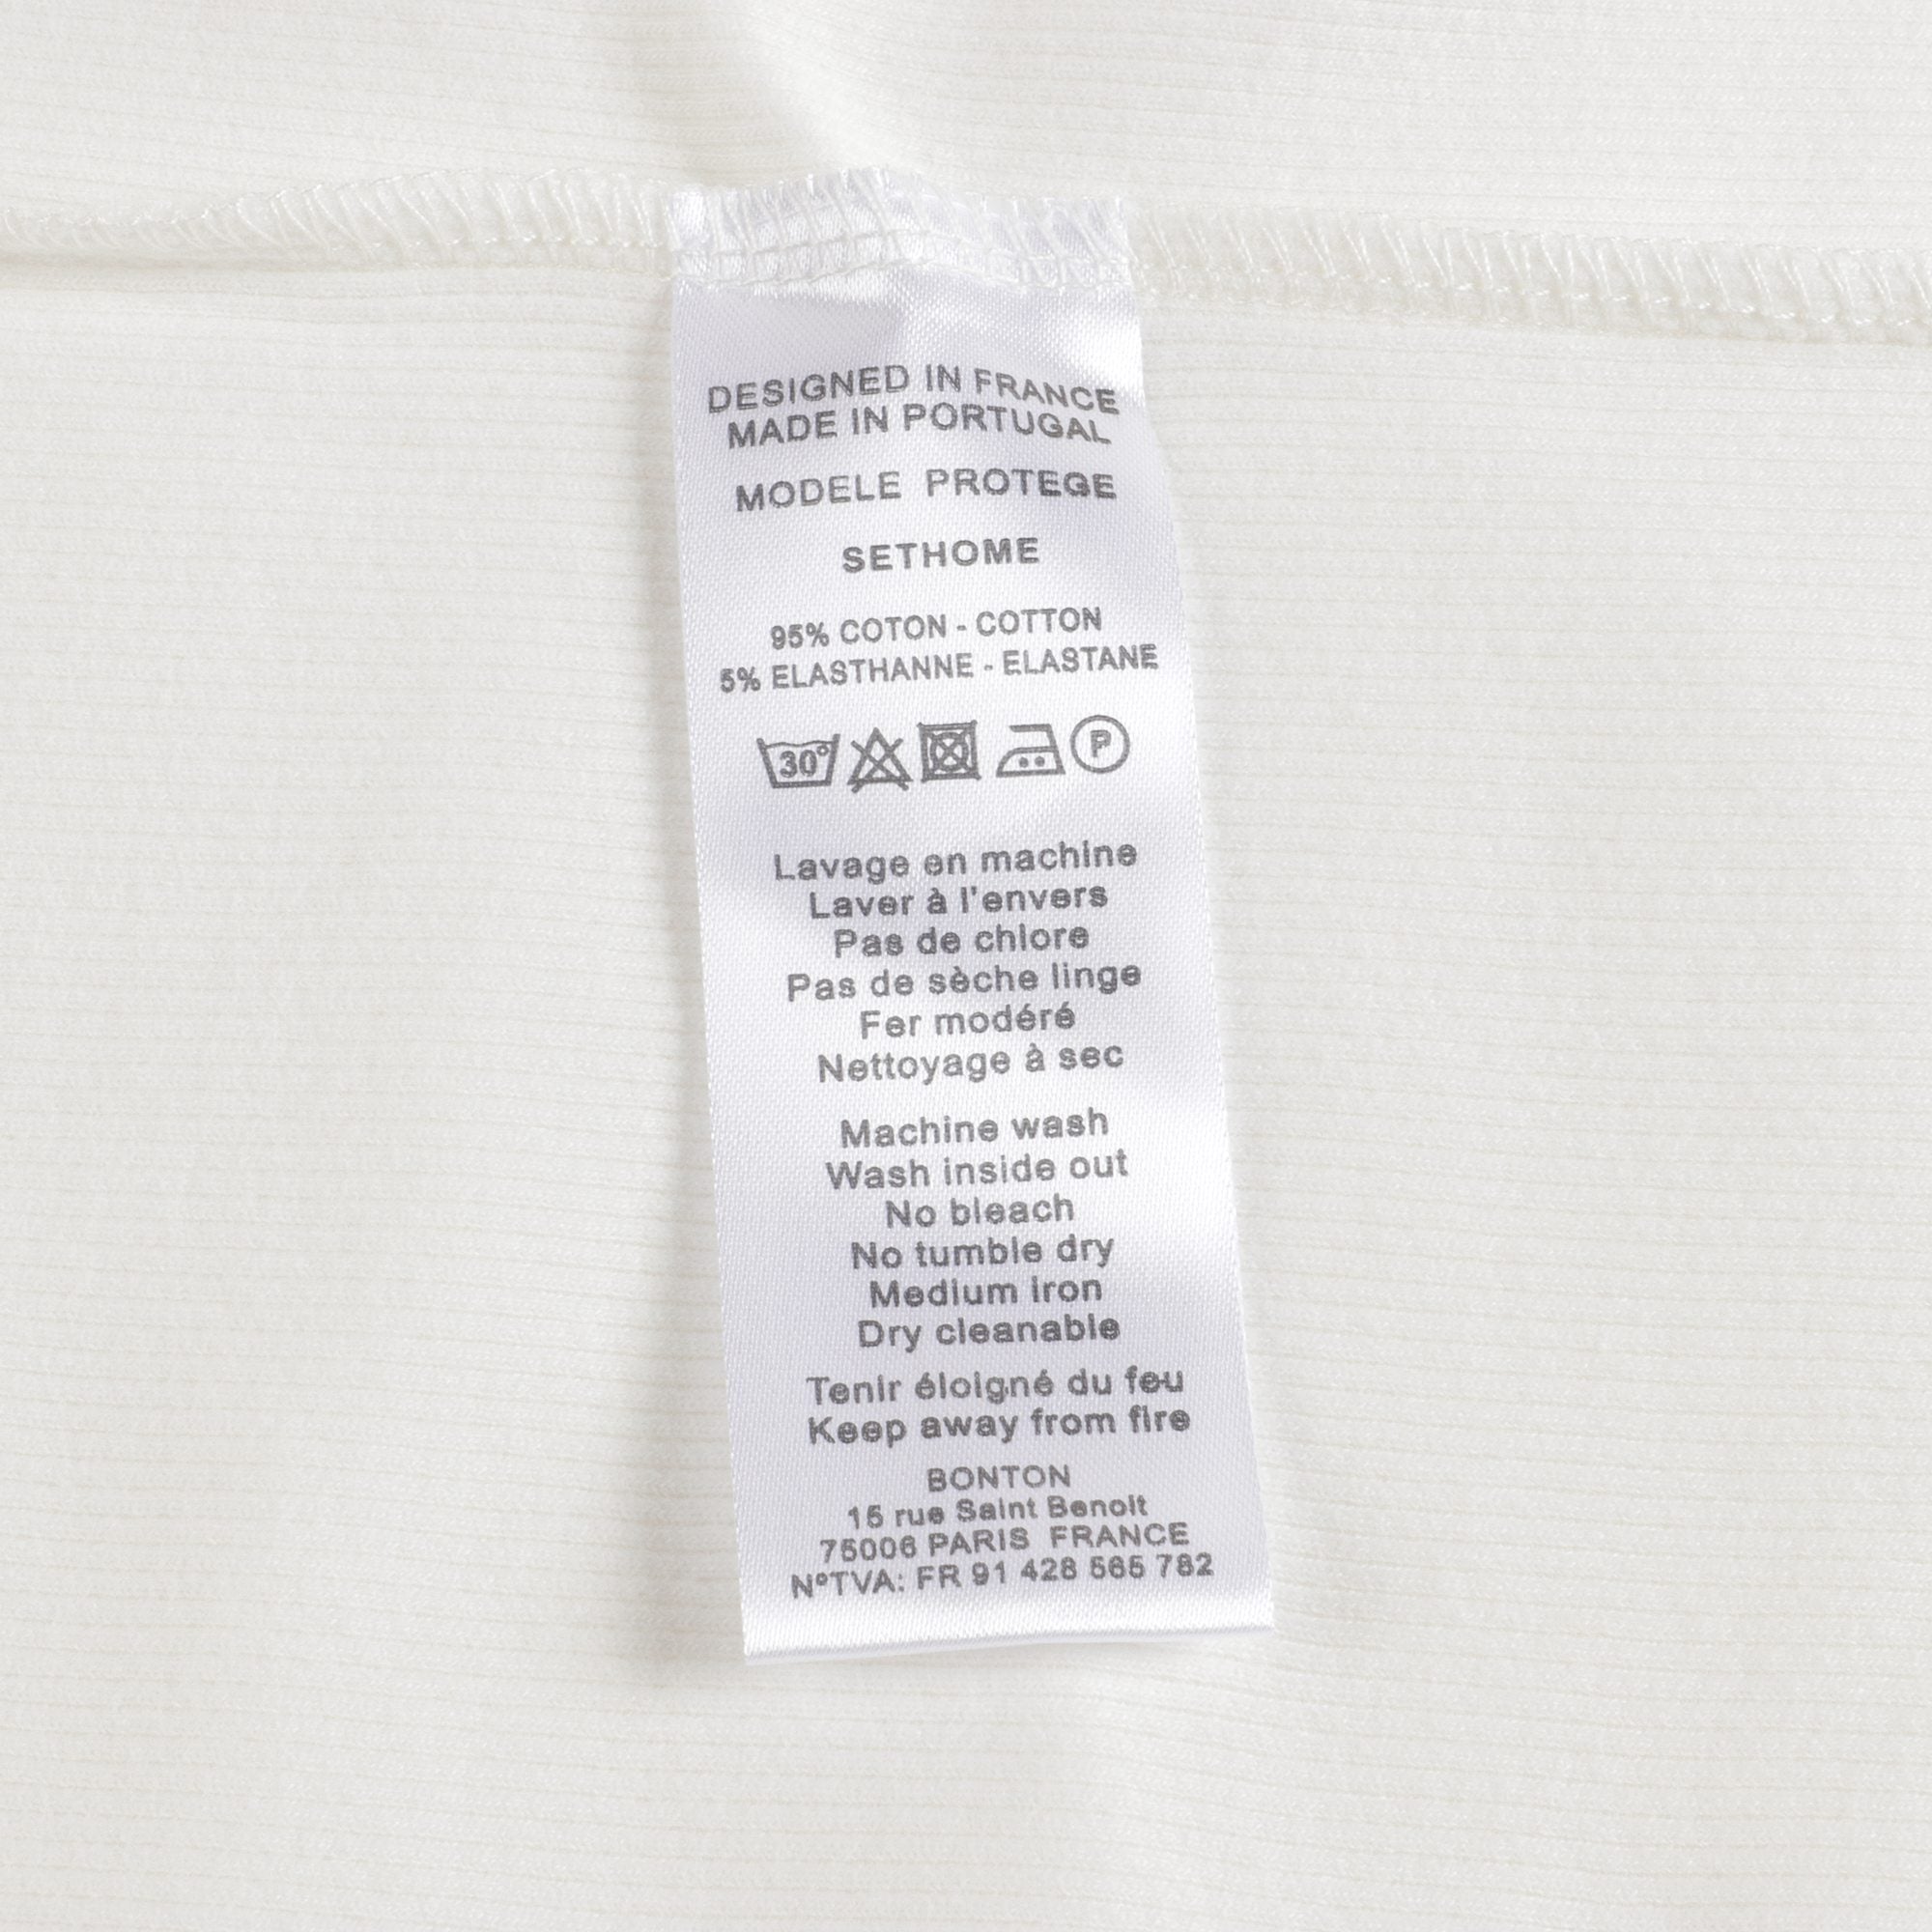 DESIGNED IN FRANCE
MADE IN PORTUGAL
MODELE PROTEGE
SETHOME
95% COTON - COTTON
5% ELASTHANNE - ELASTANE
30° P
Lavage en machine
Laver à l'envers
Pas de chlore
Pas de sèche linge
Fer modéré
Nettoyage à sec
Machine wash
Wash inside out
No bleach
No tumble dry
Medium iron
Dry cleanable
Tenir éloigné du feu
Keep away from fire
BONTON
15 rue Saint Benoit
75006 PARIS FRANCE
N°TVA: FR 91 428 565 782